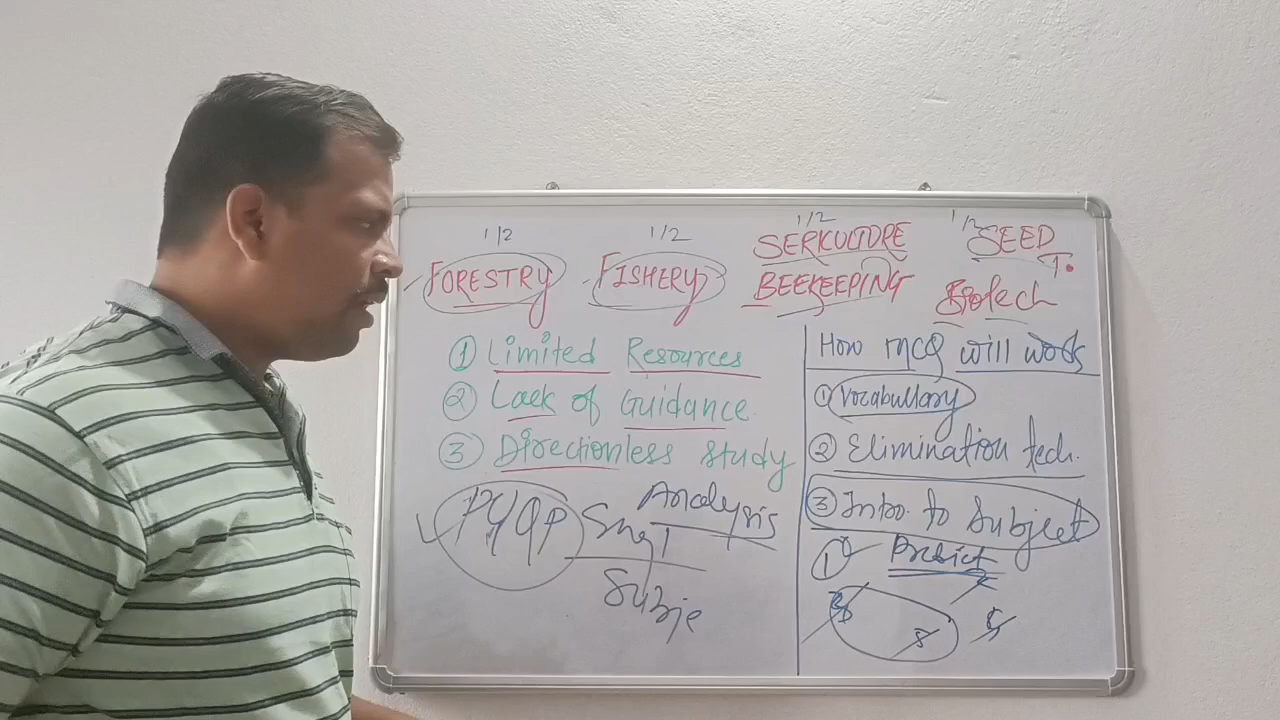 1/2 1/2 1/2 1/2
FORESTRY FISHERY SERICULTURE SEED T.
BEEKEEPING Biotech
① Limited Resources
② Lack of Guidance
③ Directionless Study
PYQP Analysis
Subje
How MCQ will work
① Vocabullary
② Elimination tech.
③ Intro. to Subject
① Predict